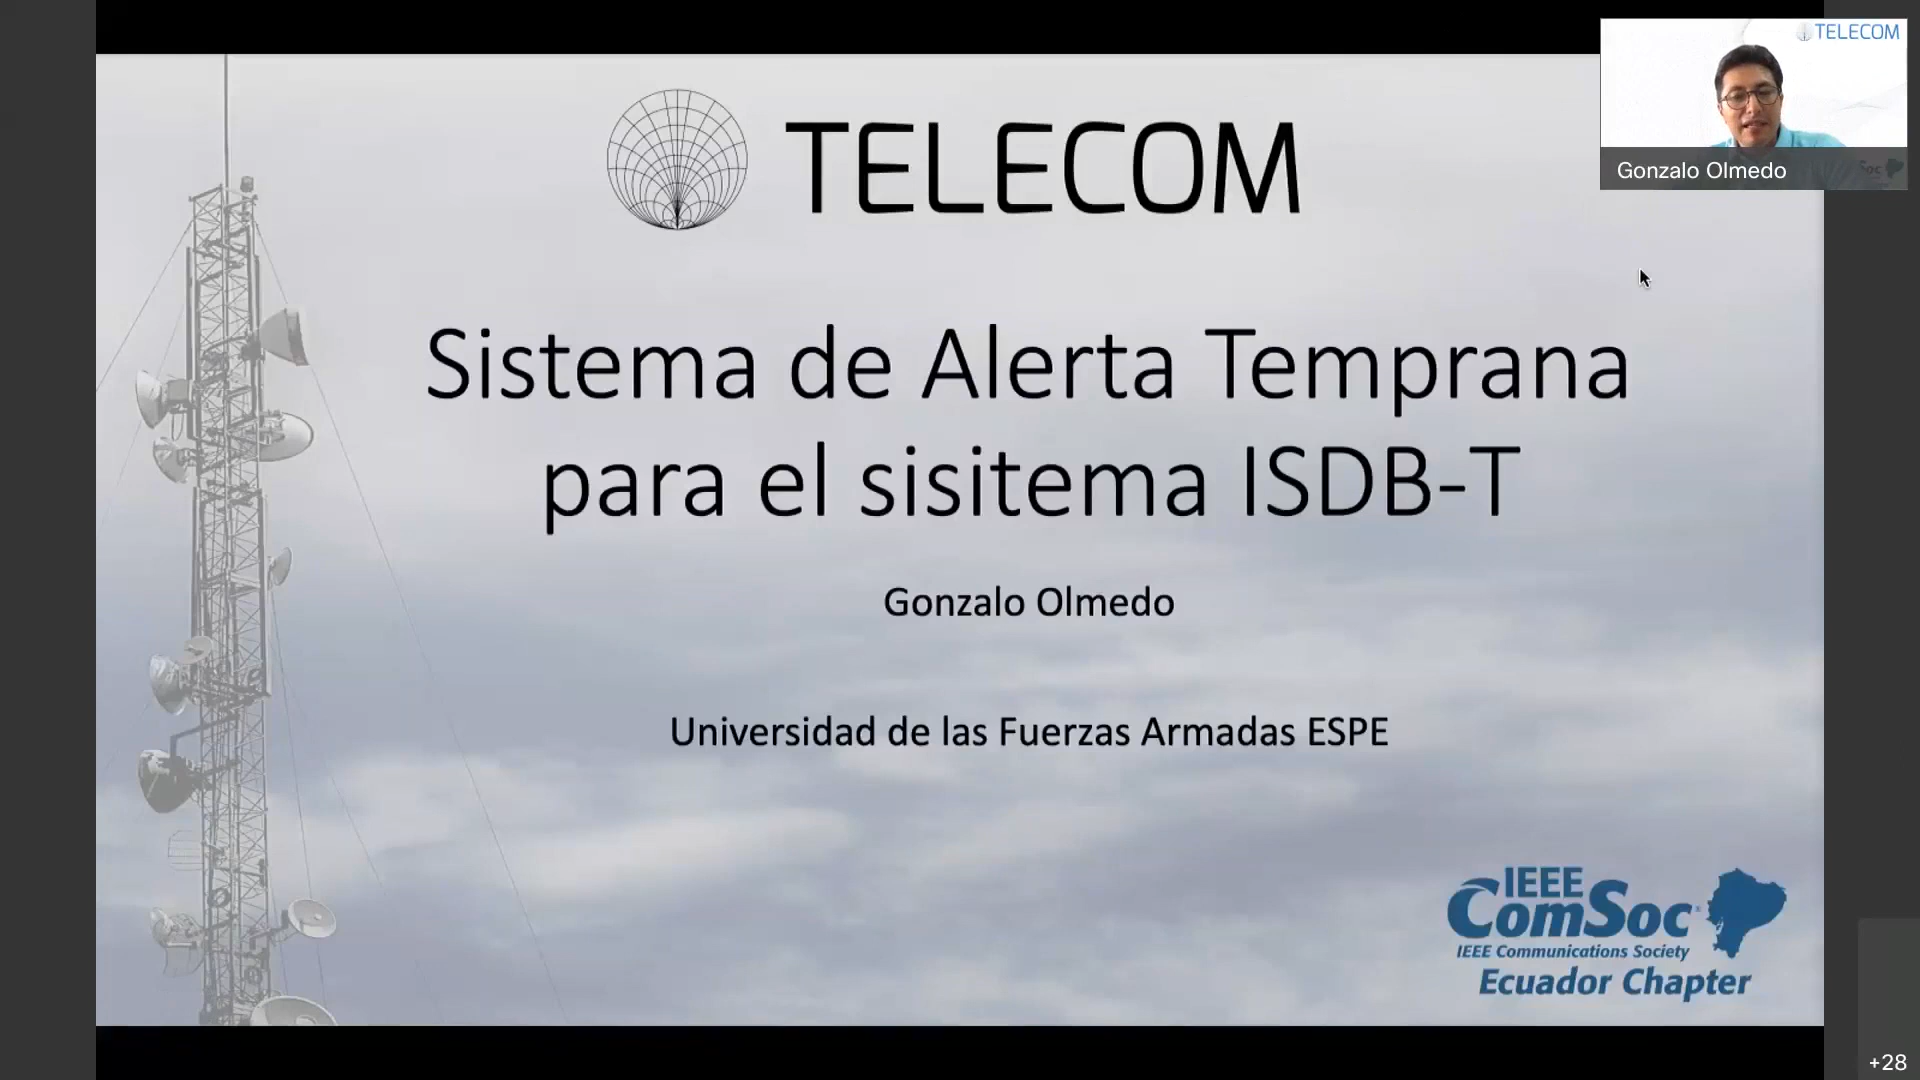 TELECOM
TELECOM
Gonzalo Olmedo
Sistema de Alerta Temprana
para el sisitema ISDB-T
Gonzalo Olmedo
Universidad de las Fuerzas Armadas ESPE
IEEE
ComSoc
IEEE Communications Society
Ecuador Chapter
+28